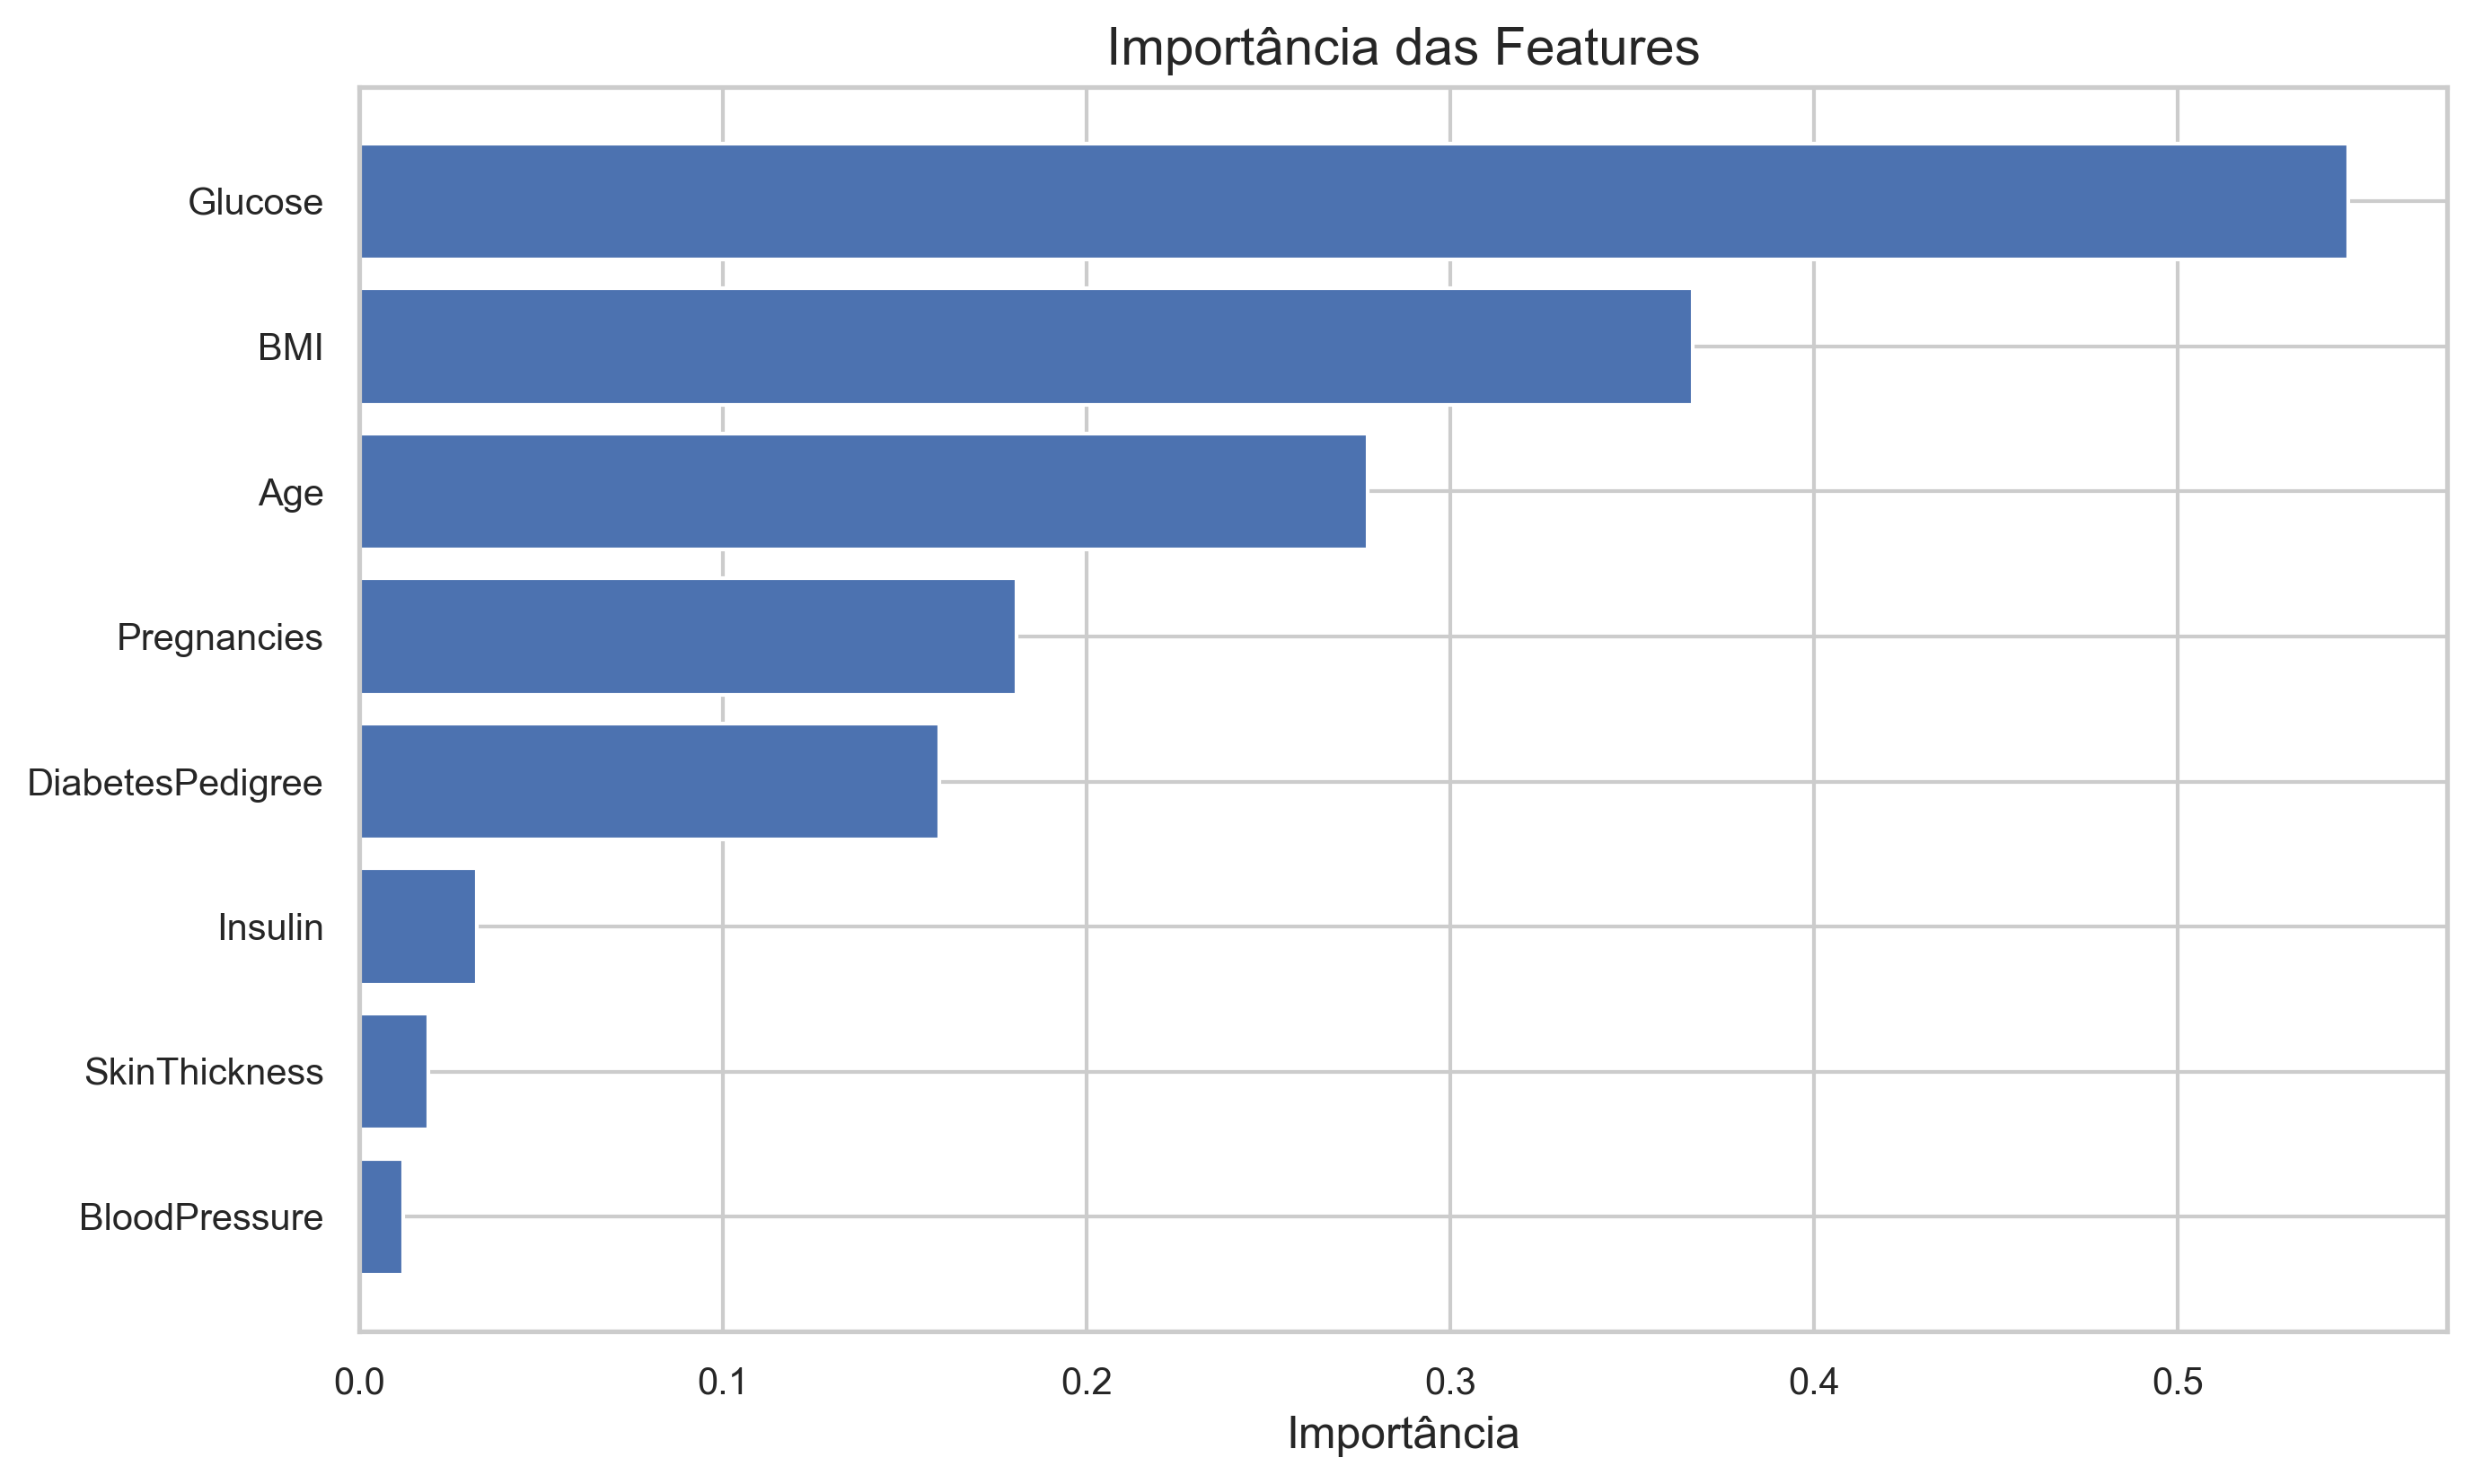 Importância das Features
Glucose
BMI
Age
Pregnancies
DiabetesPedigree
Insulin
SkinThickness
BloodPressure
0.0 0.1 0.2 0.3 0.4 0.5
Importância